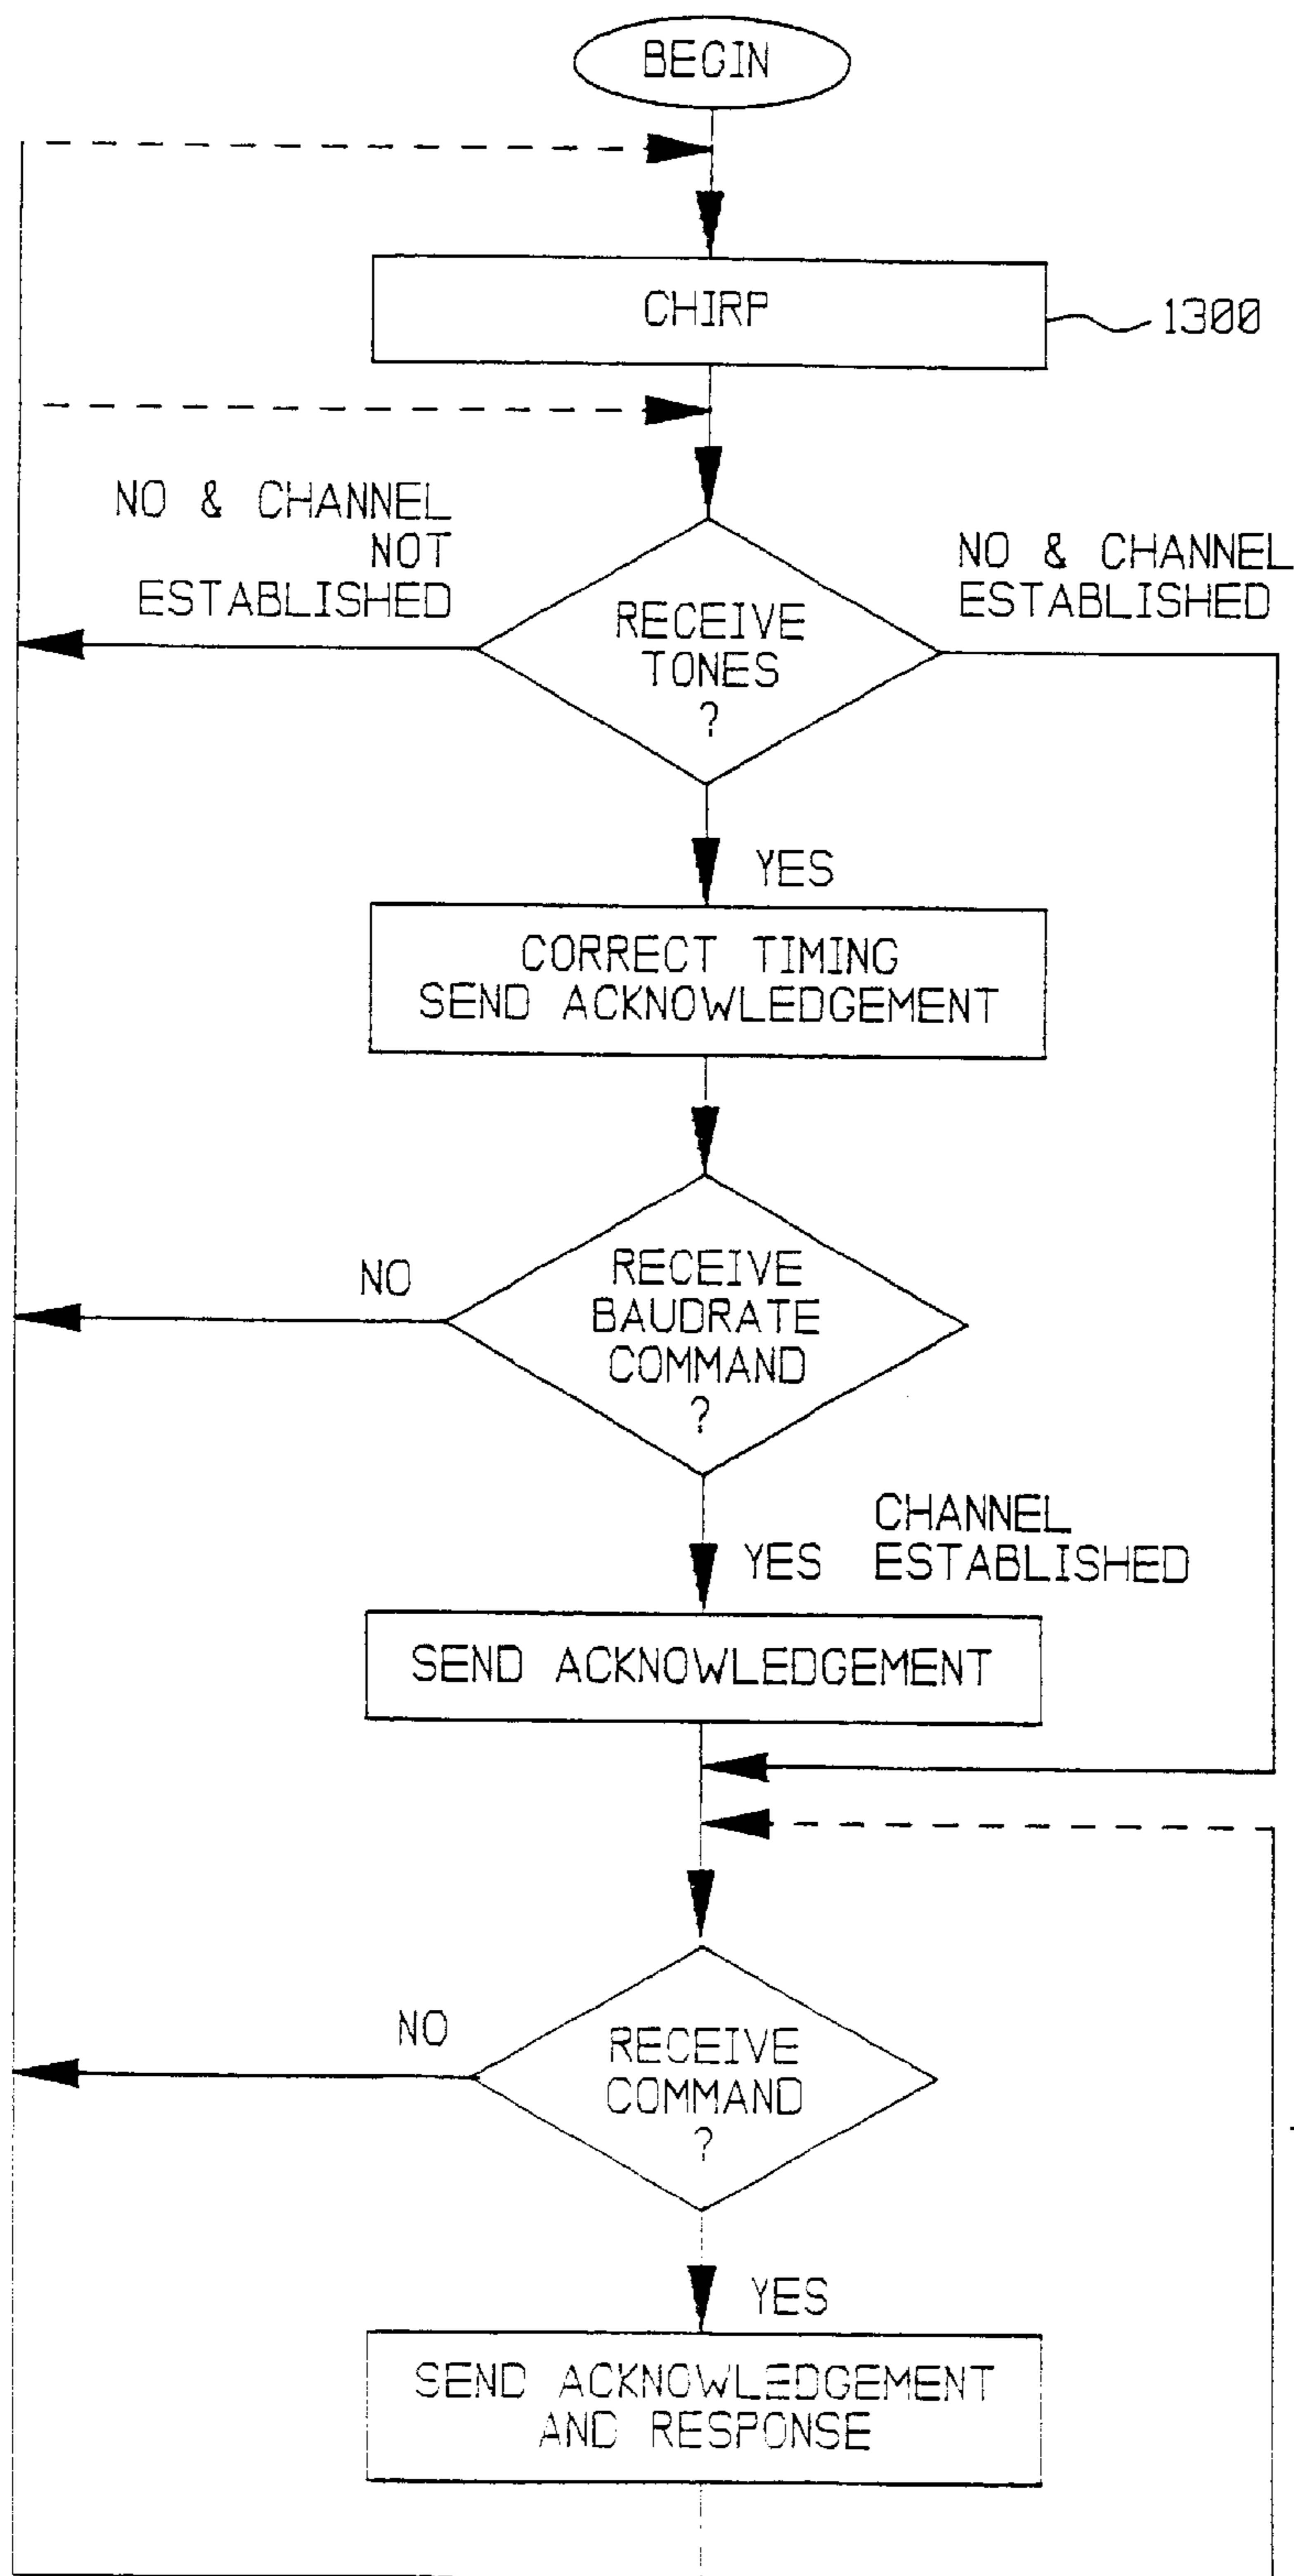 BEGIN
CHIRP
1300
NO & CHANNEL
NOT
ESTABLISHED
NO & CHANNEL
ESTABLISHED
RECEIVE
TONES
?
YES
CORRECT TIMING
SEND ACKNOWLEDGEMENT
RECEIVE
BAUDRATE
COMMAND
?
NO
YES
CHANNEL
ESTABLISHED
SEND ACKNOWLEDGEMENT
RECEIVE
COMMAND
?
NO
YES
SEND ACKNOWLEDGEMENT
AND RESPONSE